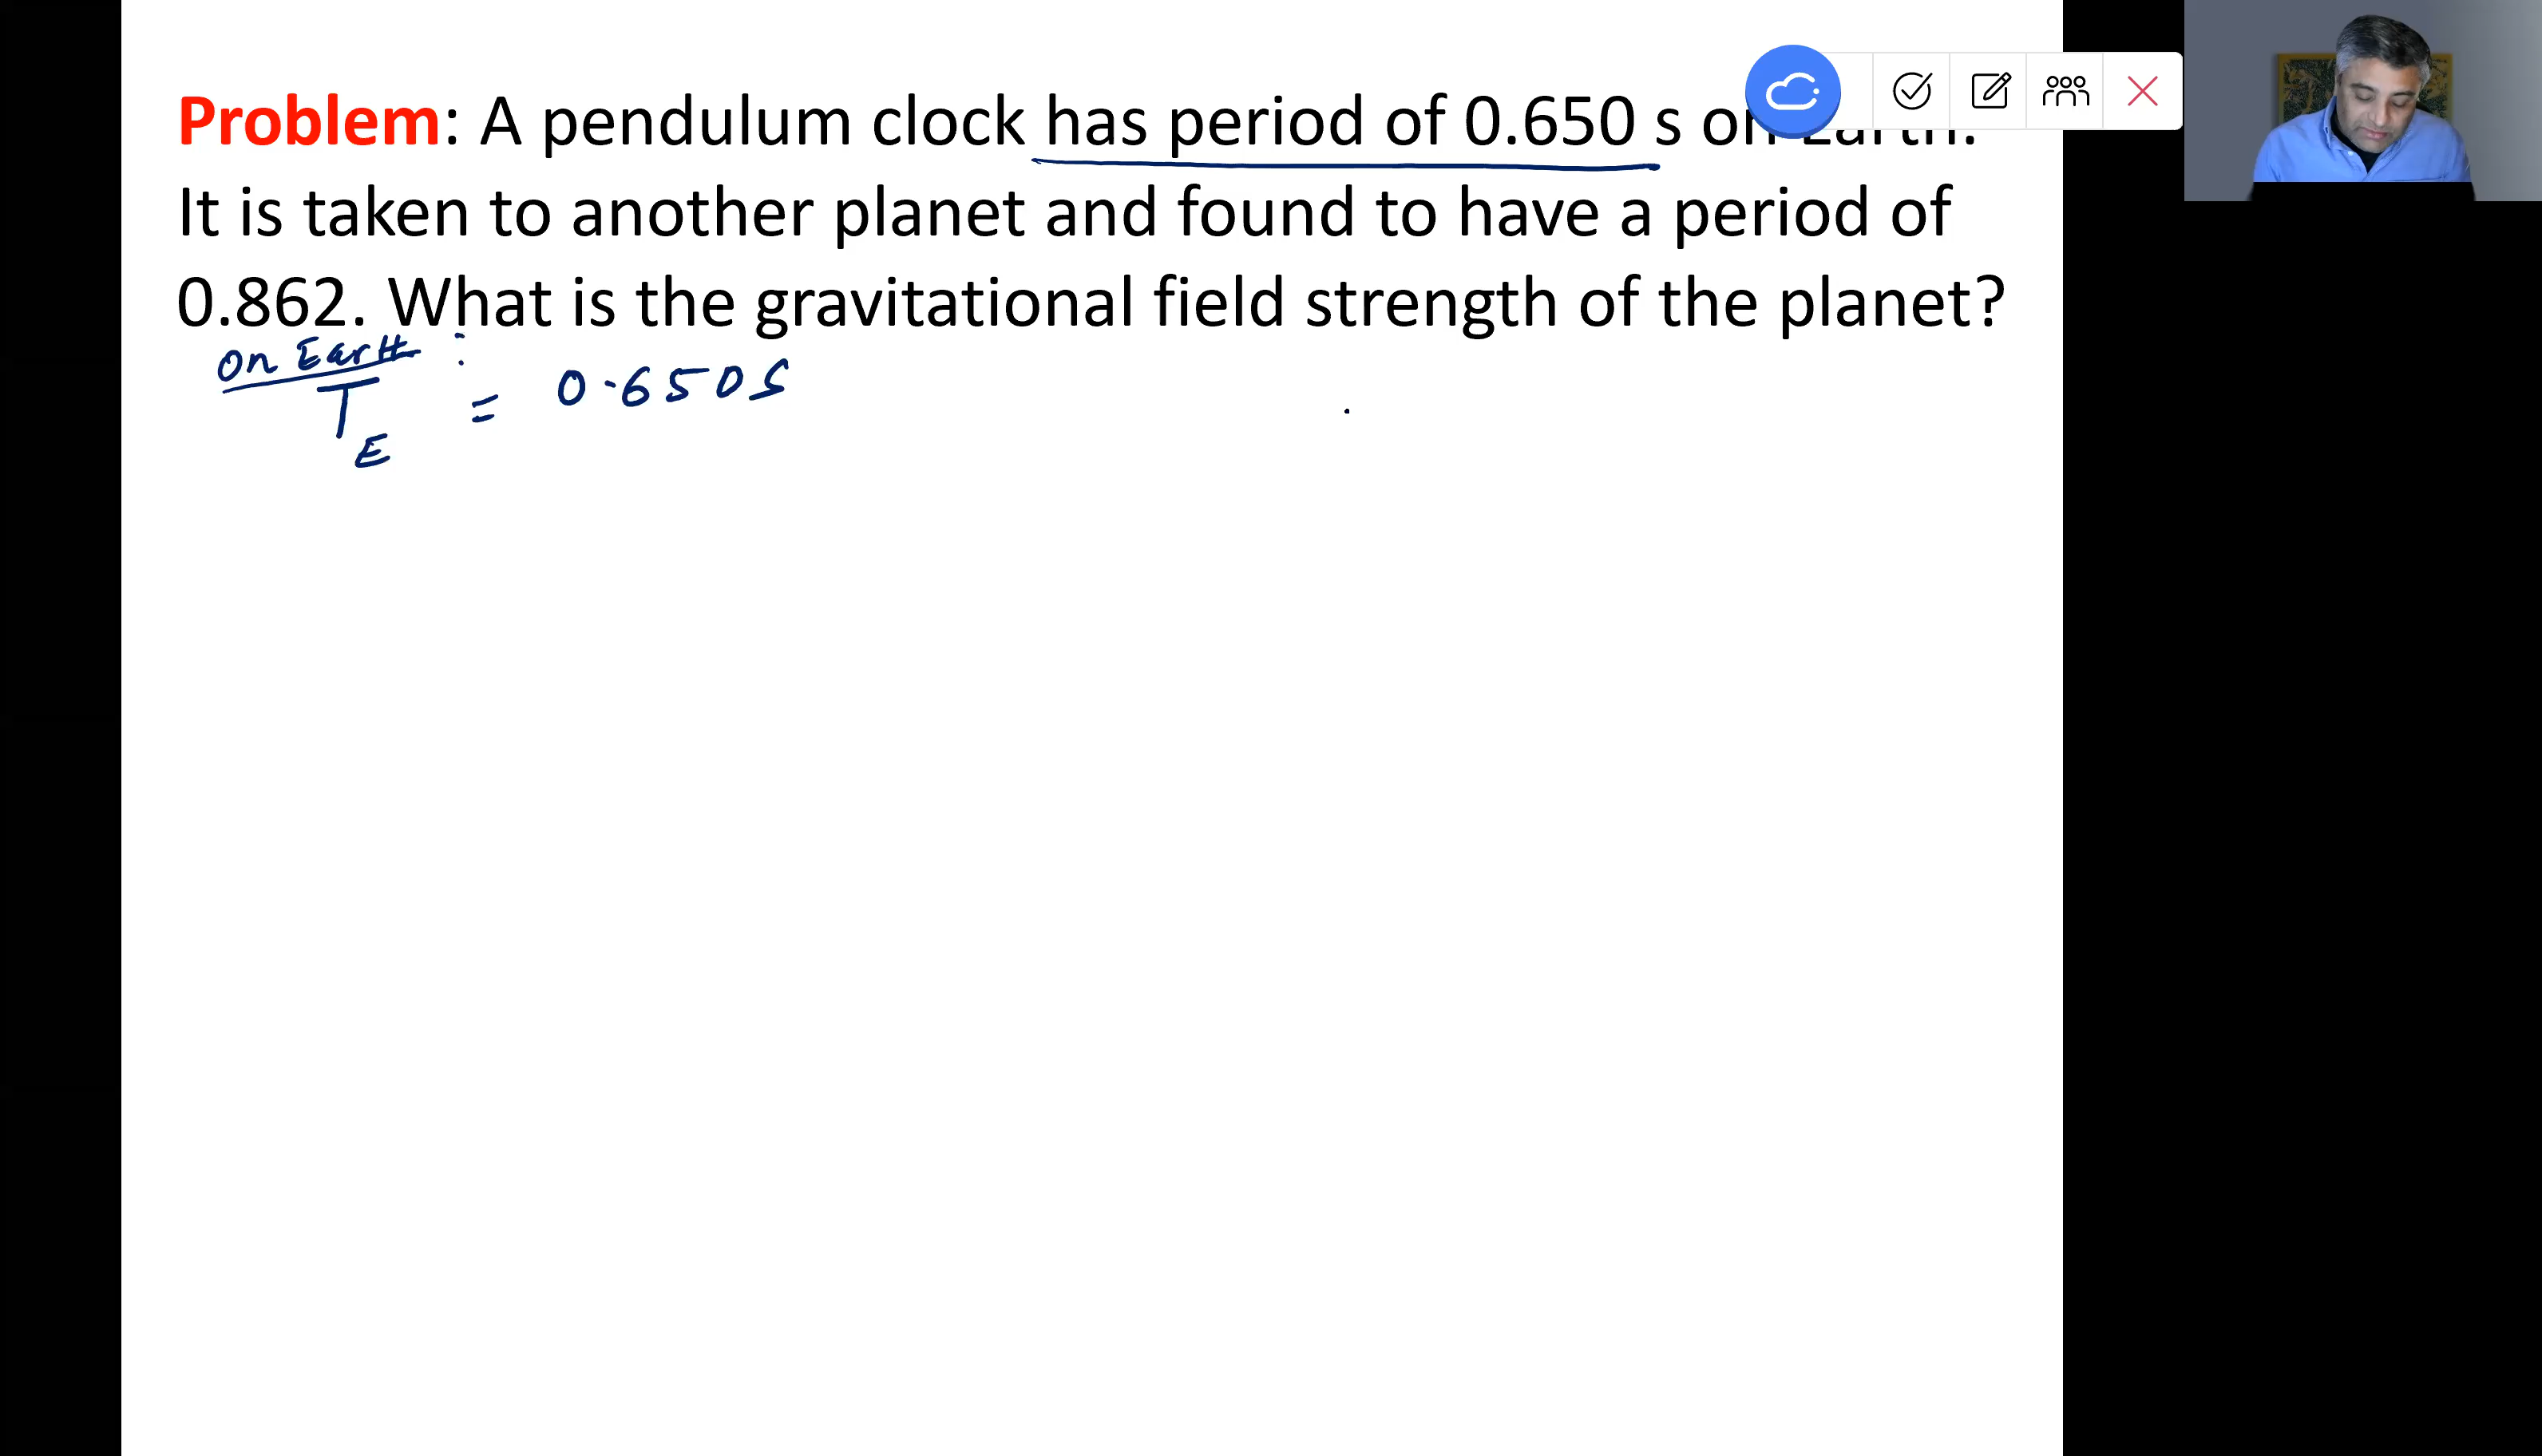 Problem: A pendulum clock has period of 0.650 s on Earth.
It is taken to another planet and found to have a period of
0.862. What is the gravitational field strength of the planet?
On Earth :
T_E = 0.650 s